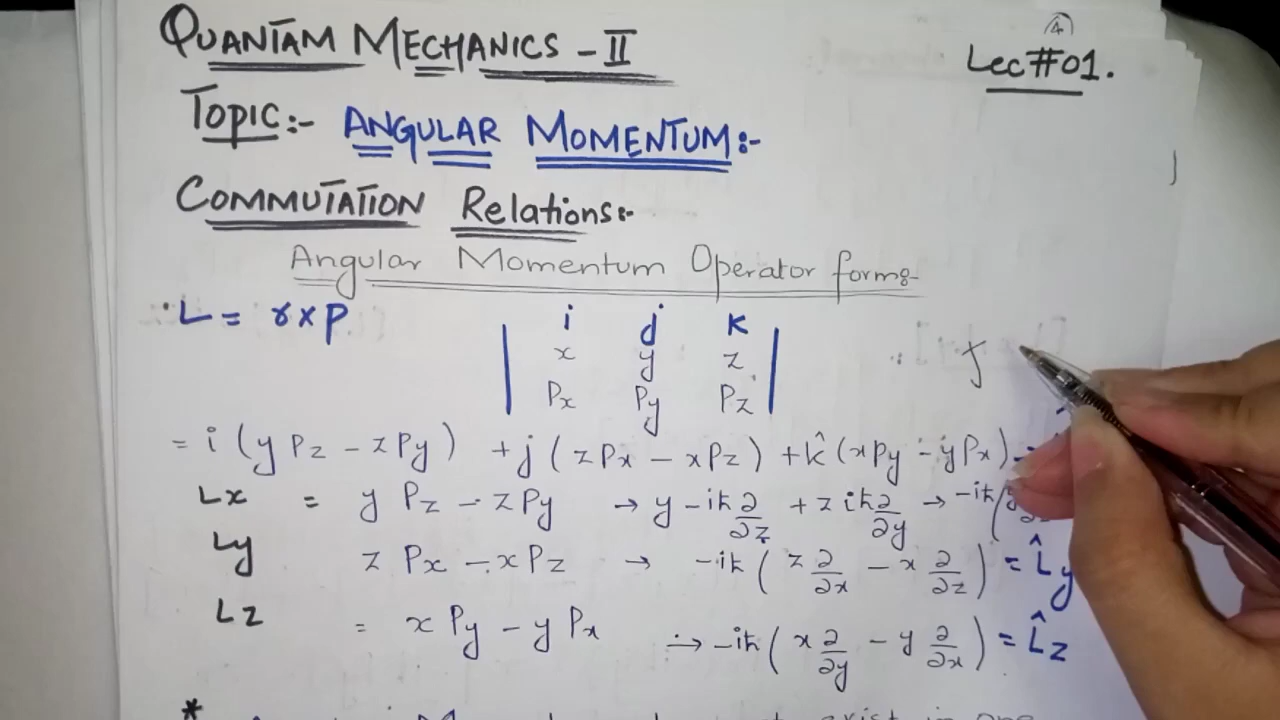 QUANTAM MECHANICS - II
④
Lec#01.
Topic:- ANGULAR MOMENTUM:-
COMMUTATION Relations:-
Angular Momentum Operator form:-
L = r×p
i j k
x y z
Px Py Pz
= i (y Pz - z Py) + j (z Px - x Pz) + k̂ (x Py - y Px)
Lx = y Pz - z Py → y -iħ ∂/∂z + z iħ ∂/∂y → -iħ (
Ly z Px - x Pz → -iħ ( z ∂/∂x - x ∂/∂z ) = L̂y
Lz = x Py - y Px → -iħ ( x ∂/∂y - y ∂/∂x ) = L̂z
*